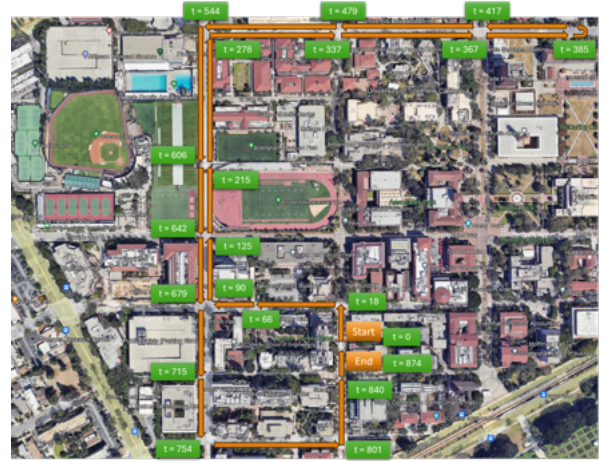 t = 544
t = 479
t = 417
t = 278
t = 337
t = 367
t = 385
t = 606
t = 215
t = 642
t = 125
t = 679
t = 90
t = 18
t = 66
Start
t = 0
End
t = 874
t = 715
t = 840
t = 754
t = 801